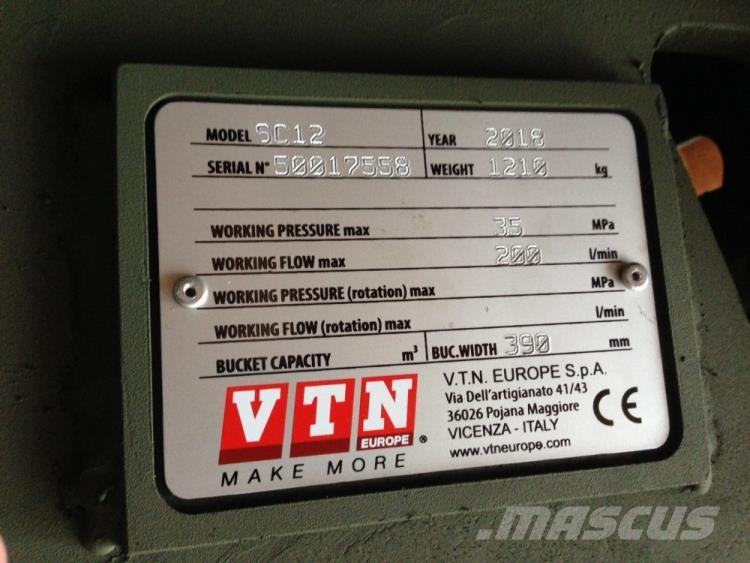 MODEL SC12 YEAR 2018
SERIAL N° 50017558 WEIGHT 1210 kg
WORKING PRESSURE max 35 MPa
WORKING FLOW max 200 l/min
WORKING PRESSURE (rotation) max MPa
WORKING FLOW (rotation) max l/min
BUCKET CAPACITY m³ BUC.WIDTH 390 mm
VTN
EUROPE ®
MAKE MORE
V.T.N. EUROPE S.p.A.
Via Dell'artigianato 41/43
36026 Pojana Maggiore
VICENZA - ITALY
www.vtneurope.com
CE
.mascus